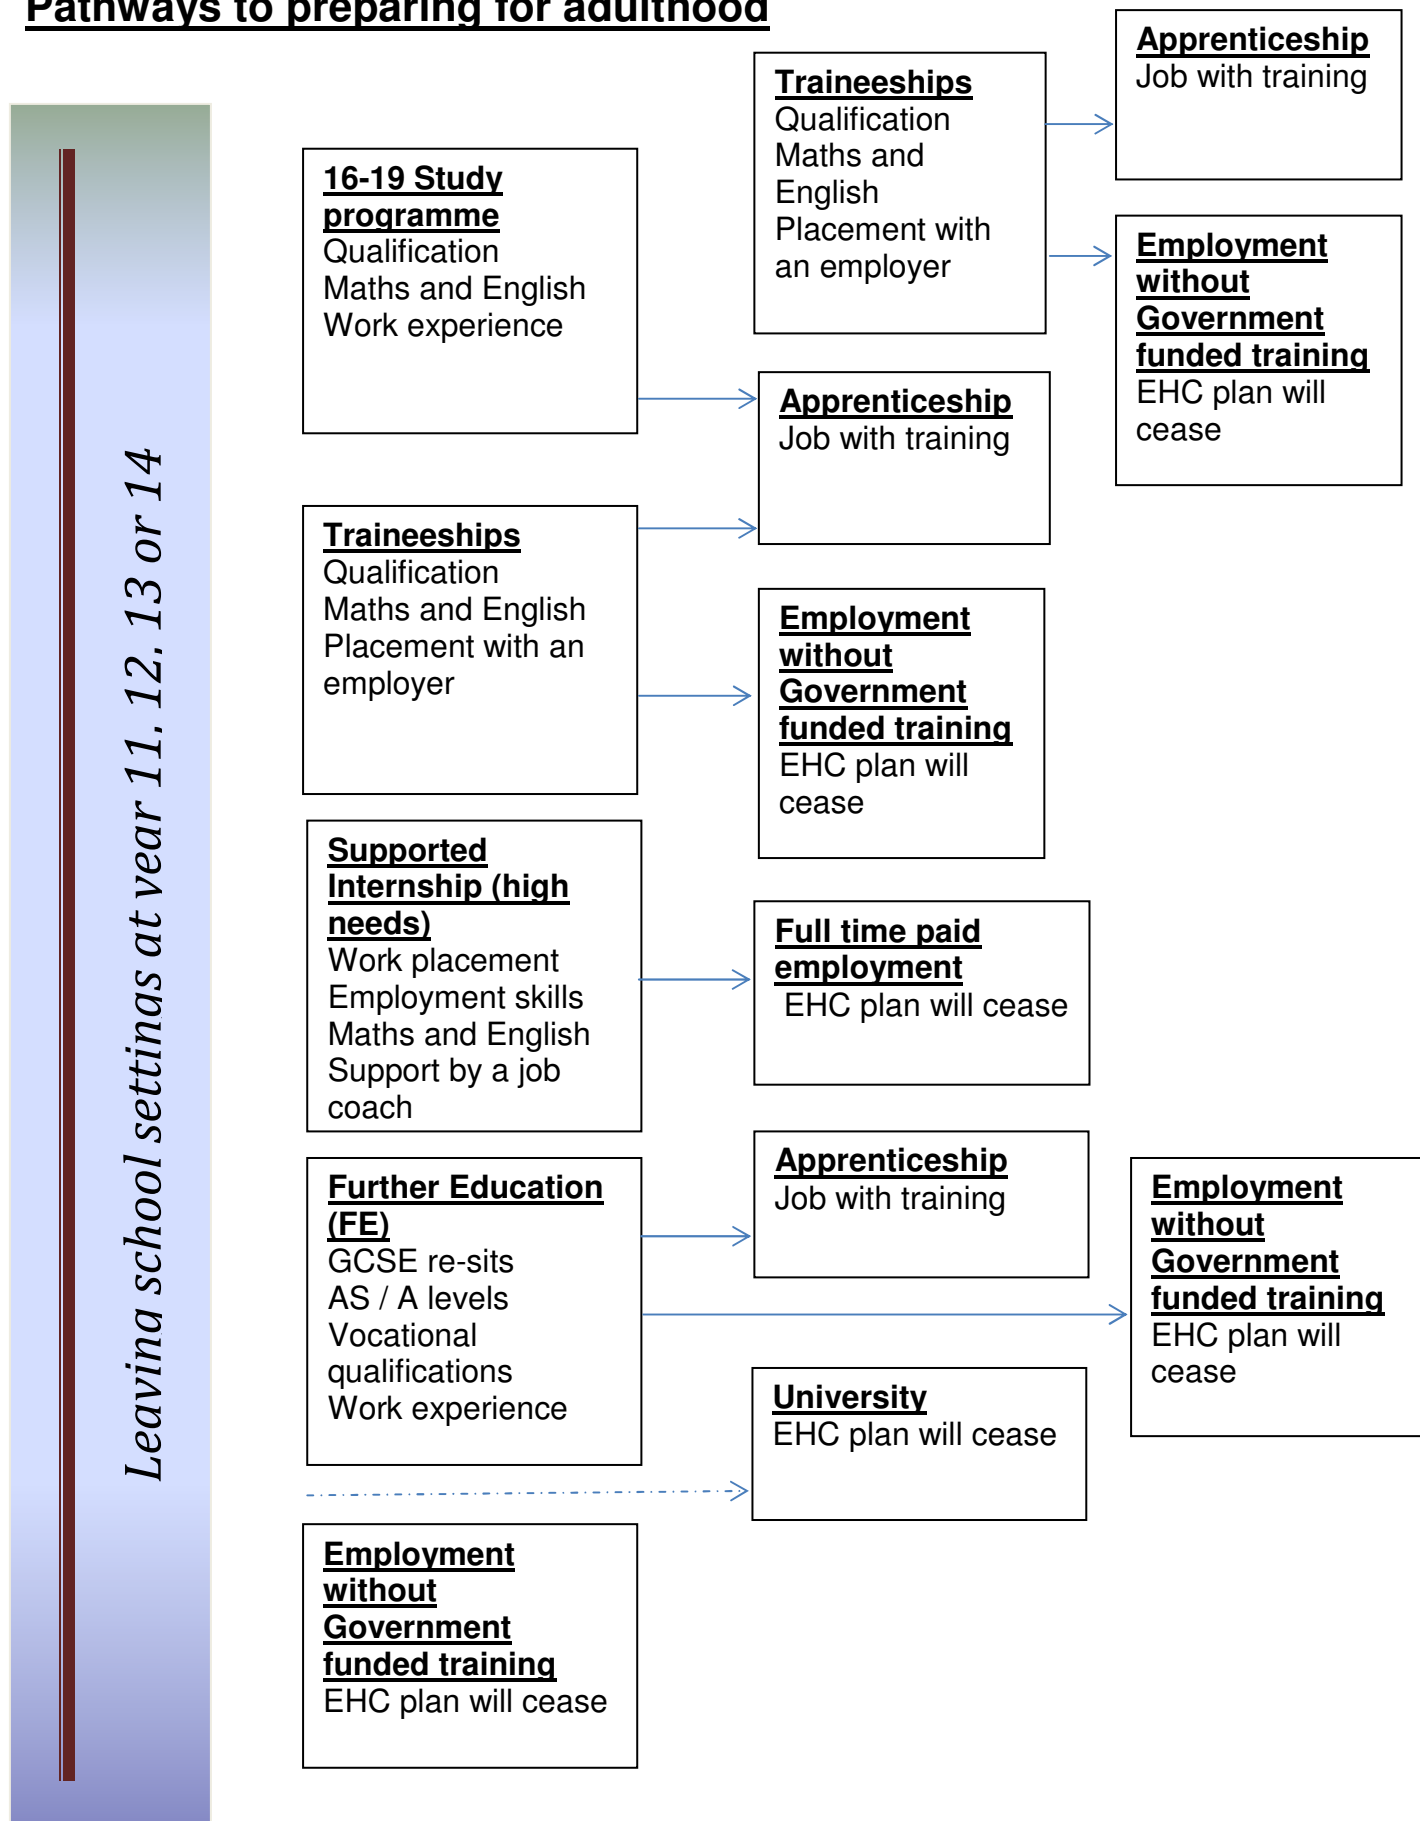 Pathways to preparing for adulthood
Leaving school settings at year 11. 12. 13 or 14
16-19 Study
programme
Qualification
Maths and English
Work experience
Traineeships
Qualification
Maths and
English
Placement with
an employer
Apprenticeship
Job with training
Employment
without
Government
funded training
EHC plan will
cease
Apprenticeship
Job with training
Traineeships
Qualification
Maths and English
Placement with an
employer
Employment
without
Government
funded training
EHC plan will
cease
Supported
Internship (high
needs)
Work placement
Employment skills
Maths and English
Support by a job
coach
Full time paid
employment
EHC plan will cease
Further Education
(FE)
GCSE re-sits
AS / A levels
Vocational
qualifications
Work experience
Apprenticeship
Job with training
Employment
without
Government
funded training
EHC plan will
cease
University
EHC plan will cease
Employment
without
Government
funded training
EHC plan will cease